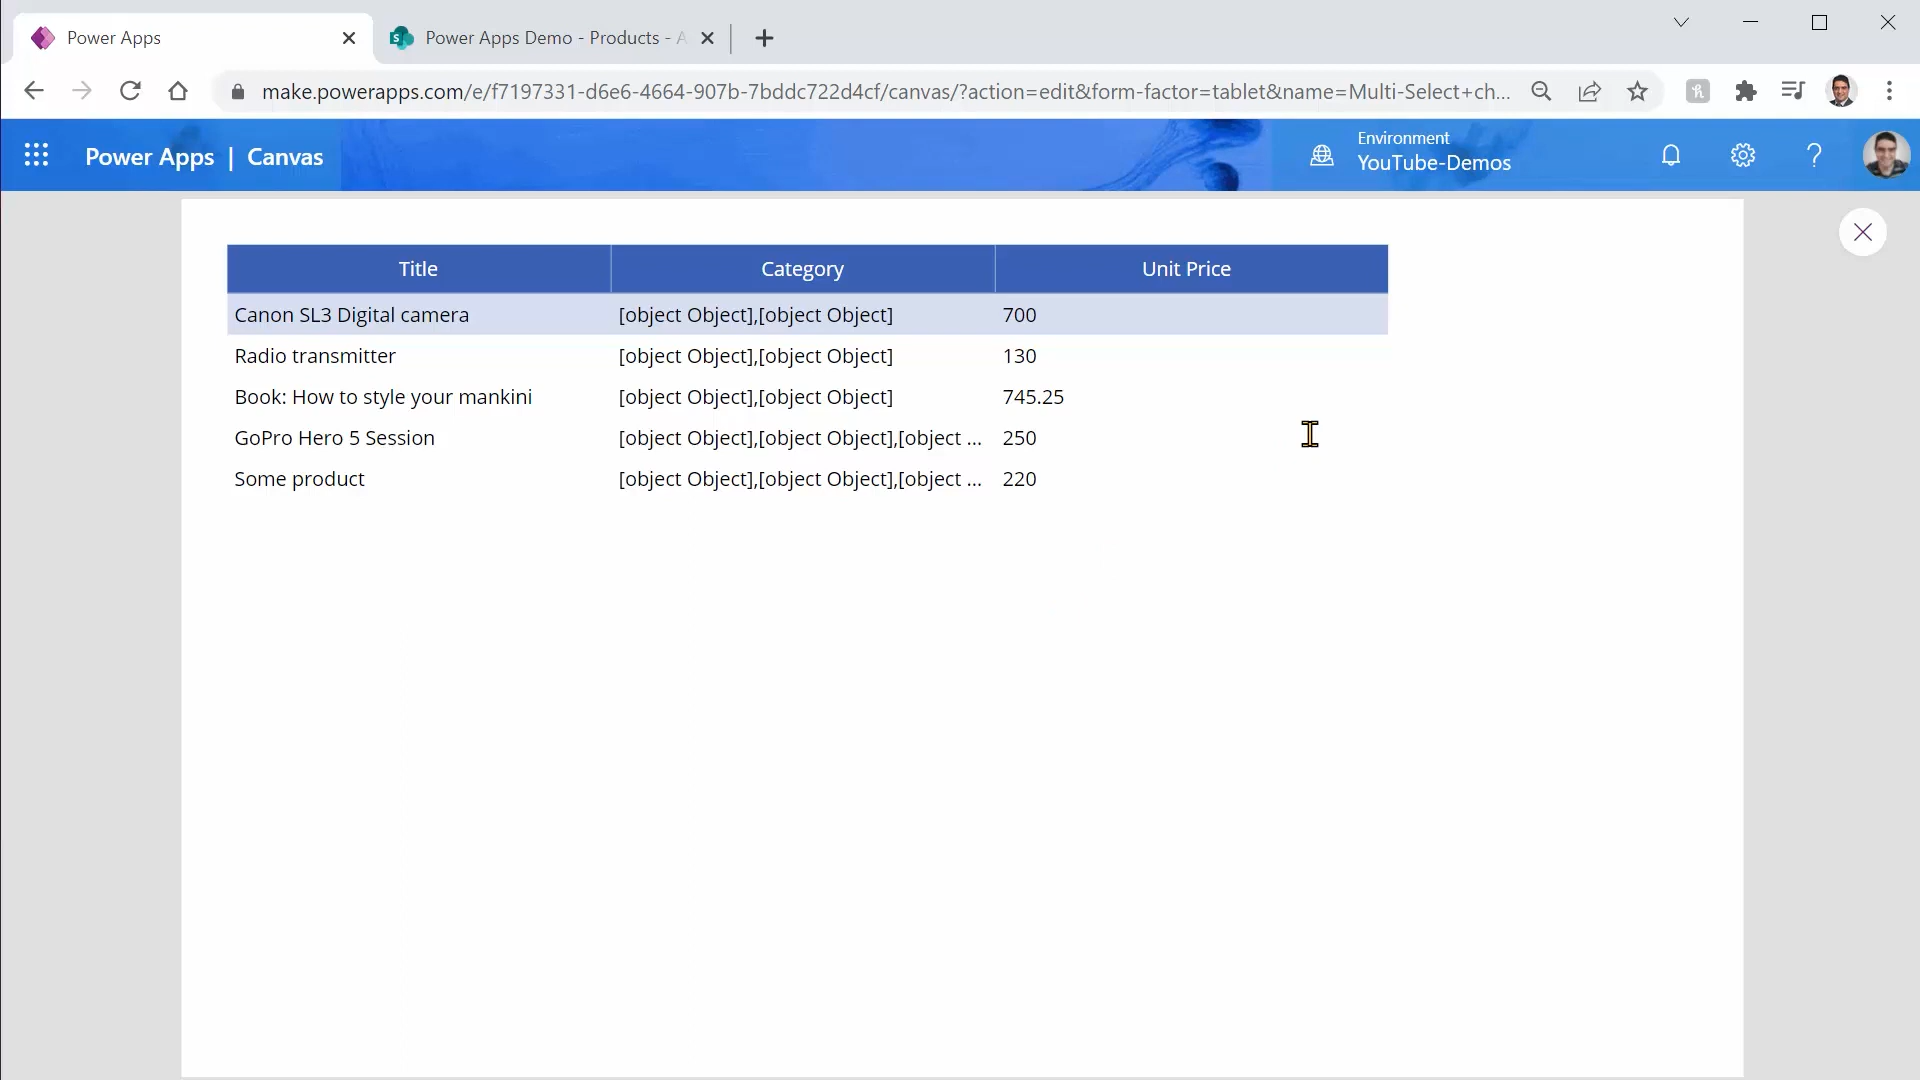 Power Apps
Power Apps Demo - Products - A
make.powerapps.com/e/f7197331-d6e6-4664-907b-7bddc722d4cf/canvas/?action=edit&form-factor=tablet&name=Multi-Select+ch...
Power Apps | Canvas
Environment
YouTube-Demos
Title Category Unit Price
Canon SL3 Digital camera [object Object],[object Object] 700
Radio transmitter [object Object],[object Object] 130
Book: How to style your mankini [object Object],[object Object] 745.25
GoPro Hero 5 Session [object Object],[object Object],[object ... 250
Some product [object Object],[object Object],[object ... 220